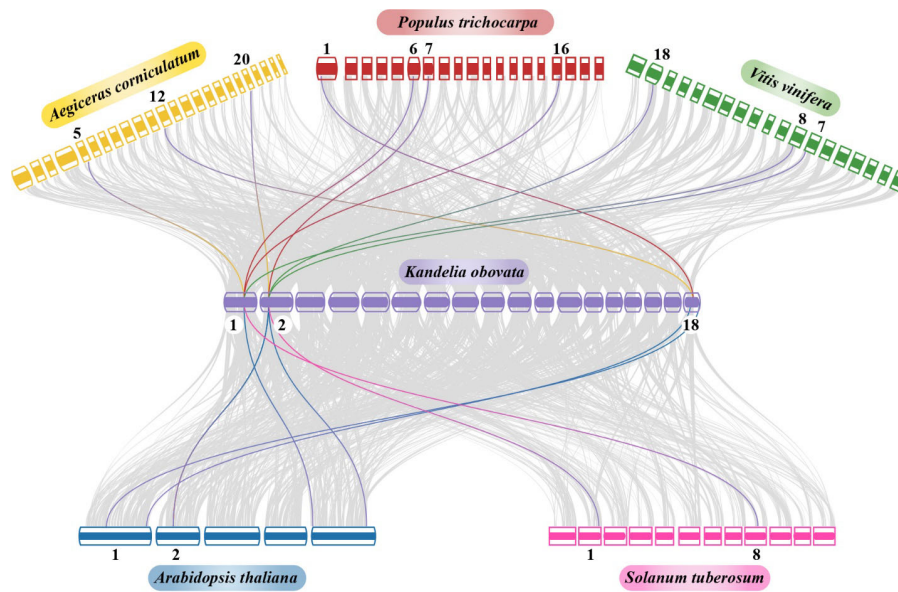 Populus trichocarpa
1 6 7 16
Aegiceras corniculatum
5 12 20
Vitis vinifera
18 8 7
Kandelia obovata
1 2 18
1 2
Arabidopsis thaliana
1 8
Solanum tuberosum